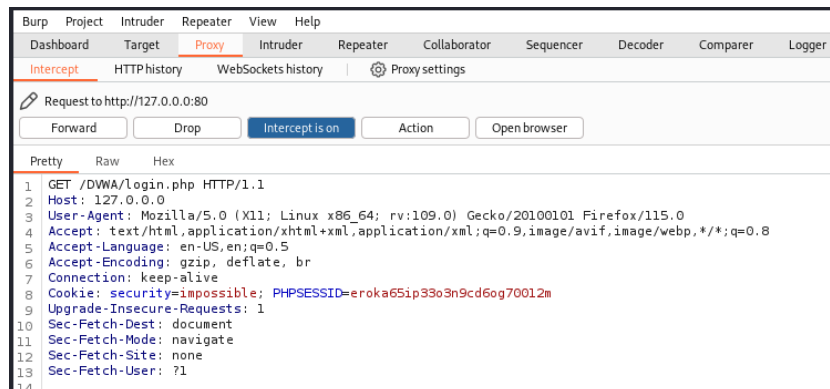 Burp Project Intruder Repeater View Help
Dashboard Target Proxy Intruder Repeater Collaborator Sequencer Decoder Comparer Logger
Intercept HTTP history WebSockets history Proxy settings
Request to http://127.0.0.0:80
Forward Drop Intercept is on Action Open browser
Pretty Raw Hex
1 GET /DVWA/login.php HTTP/1.1
2 Host: 127.0.0.0
3 User-Agent: Mozilla/5.0 (X11; Linux x86_64; rv:109.0) Gecko/20100101 Firefox/115.0
4 Accept: text/html,application/xhtml+xml,application/xml;q=0.9,image/avif,image/webp,*/*;q=0.8
5 Accept-Language: en-US,en;q=0.5
6 Accept-Encoding: gzip, deflate, br
7 Connection: keep-alive
8 Cookie: security=impossible; PHPSESSID=eroka65ip33o3n9cd6og70012m
9 Upgrade-Insecure-Requests: 1
10 Sec-Fetch-Dest: document
11 Sec-Fetch-Mode: navigate
12 Sec-Fetch-Site: none
13 Sec-Fetch-User: ?1
14